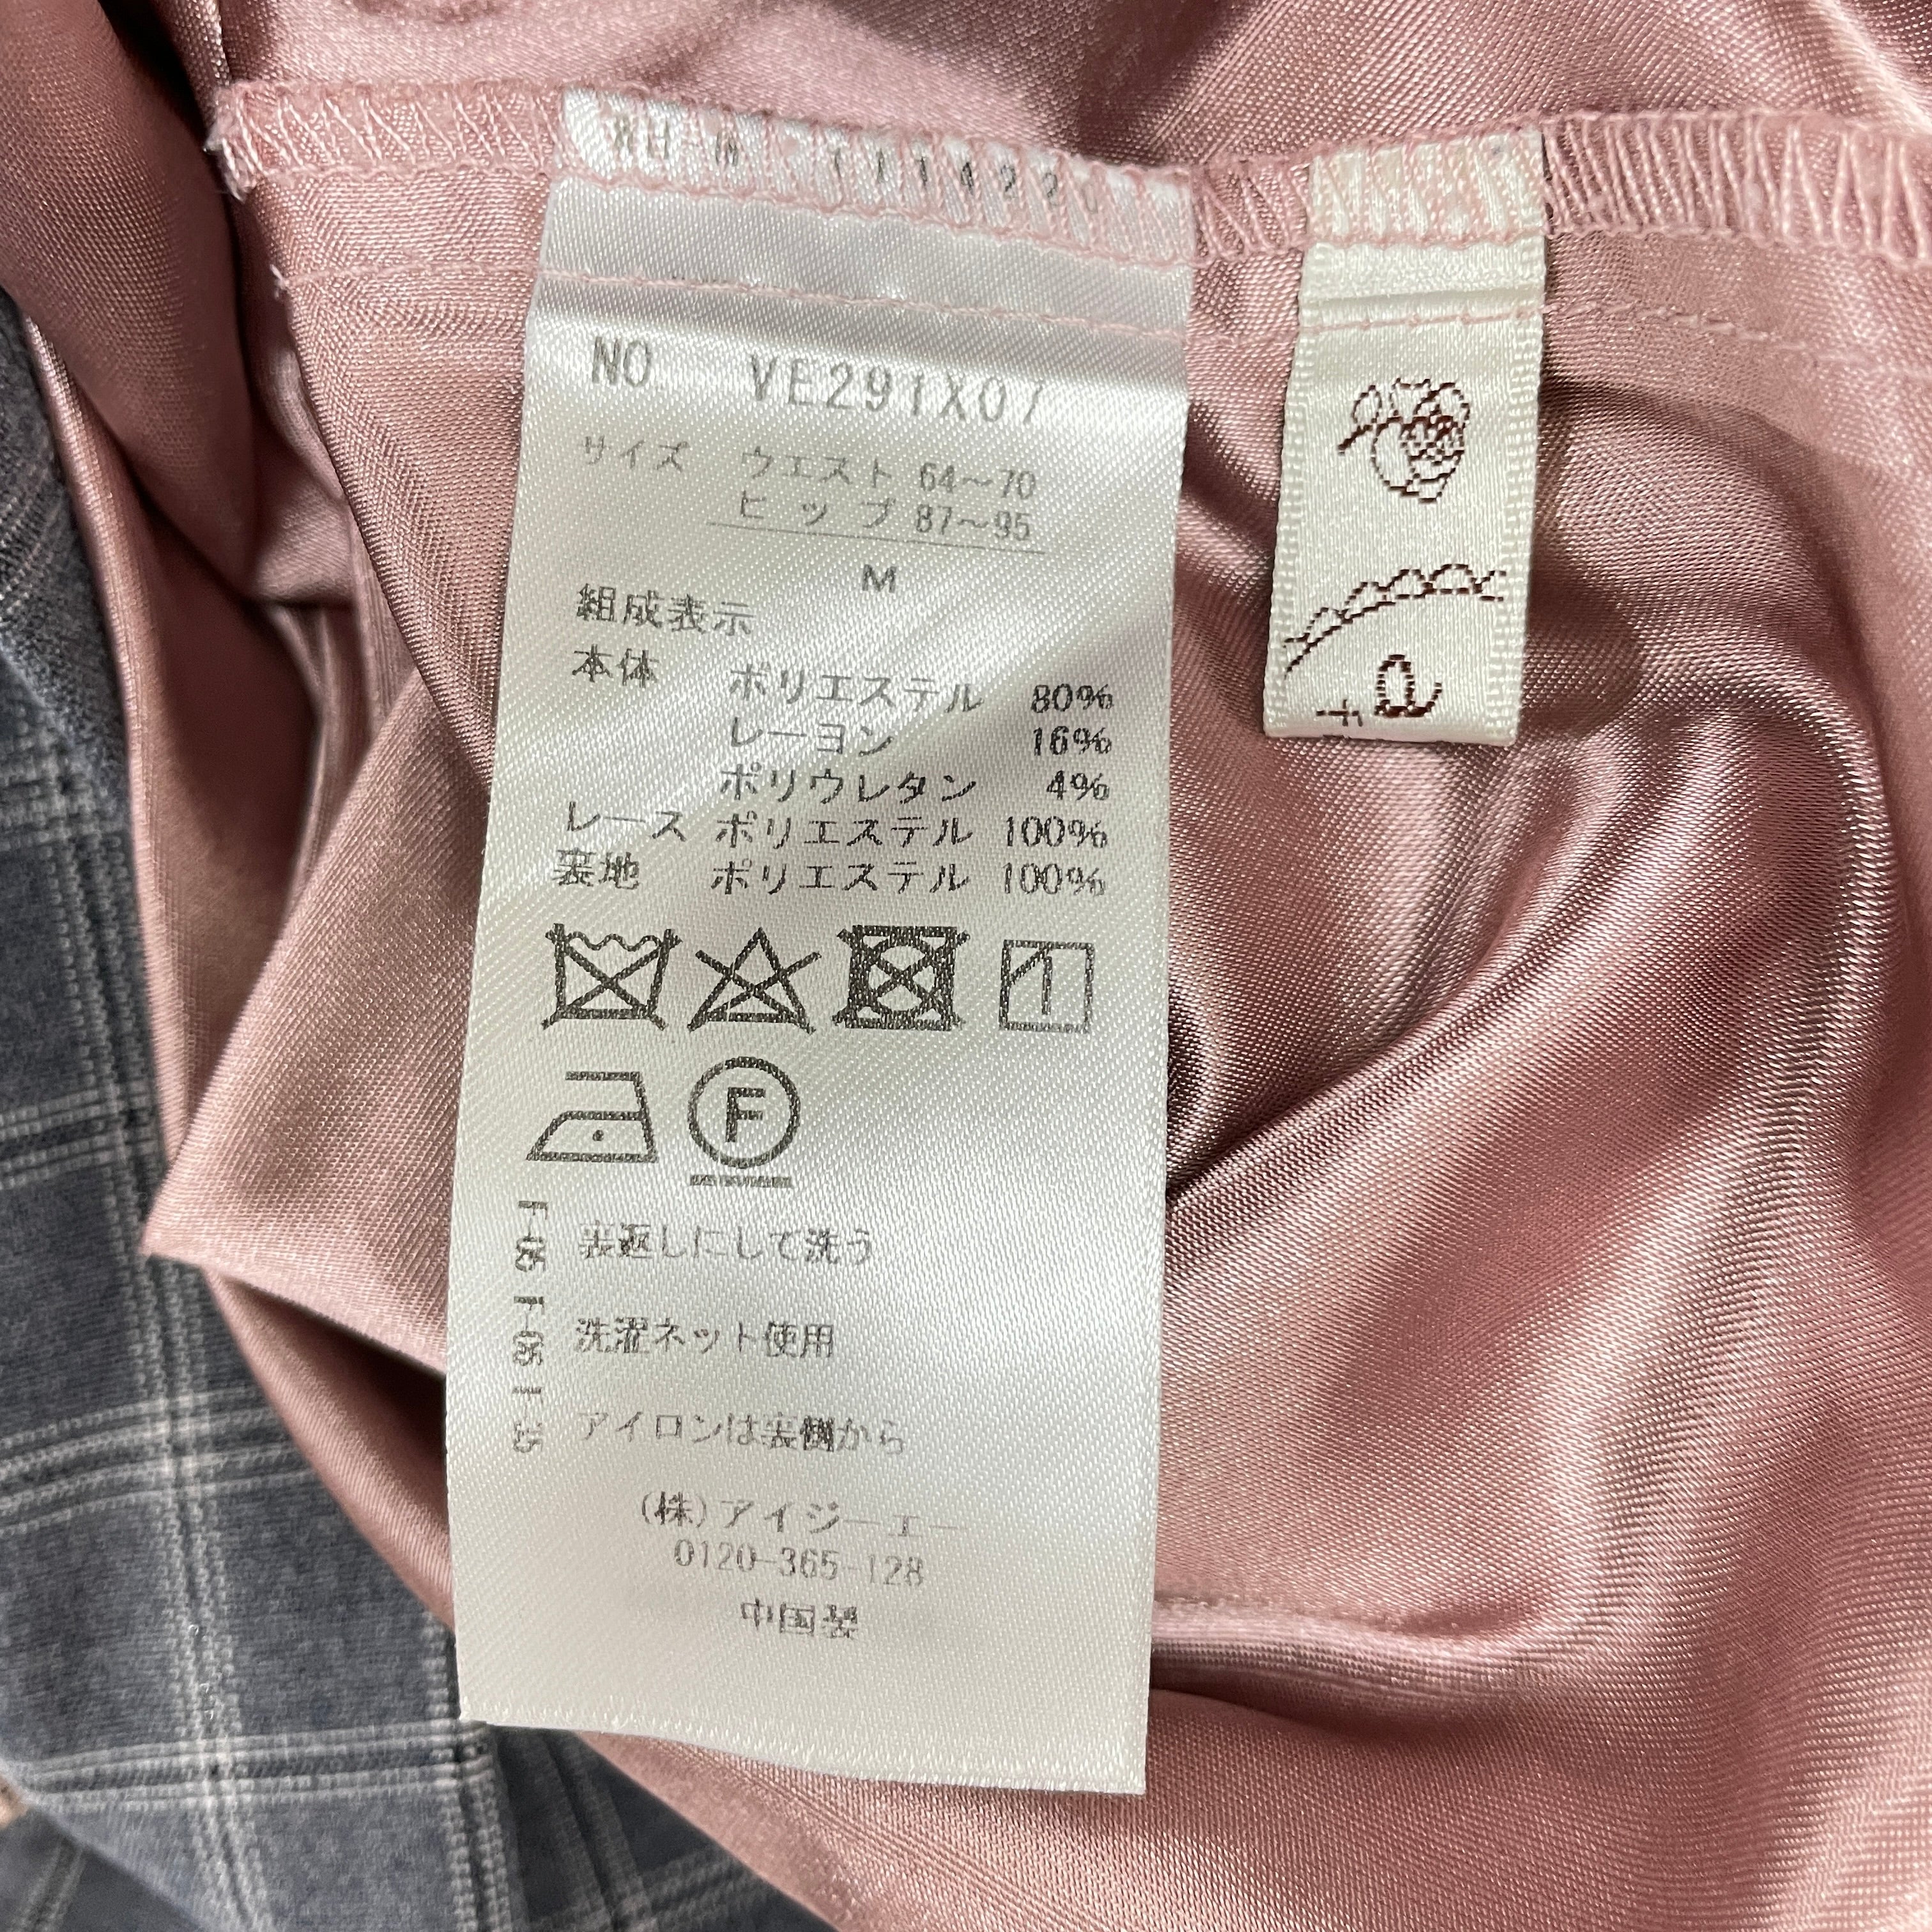 NO VE291X07
サイズ ウエスト 64～70
ヒップ 87～95
M
組成表示
本体 ポリエステル 80%
レーヨン 16%
ポリウレタン 4%
レース ポリエステル 100%
裏地 ポリエステル 100%
F
裏返しにして洗う
洗濯ネット使用
アイロンは裏側から
F-05 F-06 F-35
(株)アイジーエー
0120-365-128
中国製